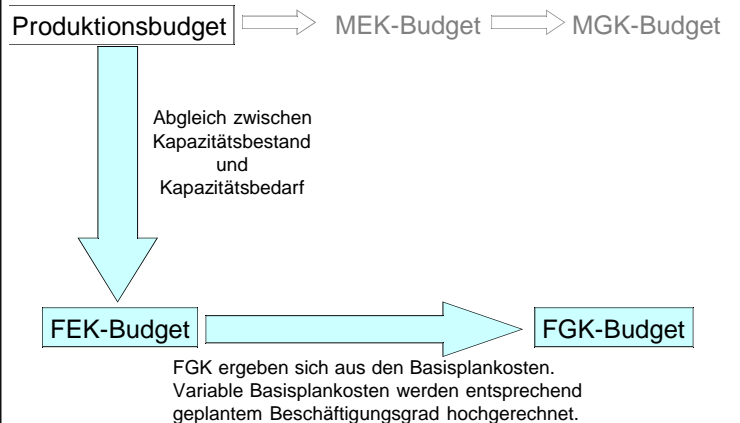 Produktionsbudget MEK-Budget MGK-Budget
Abgleich zwischen
Kapazitätsbestand
und
Kapazitätsbedarf
FEK-Budget FGK-Budget
FGK ergeben sich aus den Basisplankosten.
Variable Basisplankosten werden entsprechend
geplantem Beschäftigungsgrad hochgerechnet.